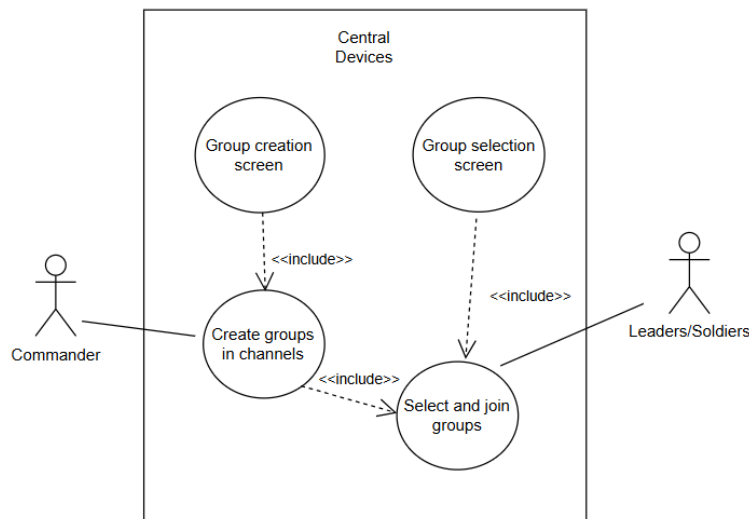 Central
Devices
Group creation
screen
Group selection
screen
<<include>>
<<include>>
Commander
Create groups
in channels
Leaders/Soldiers
<<include>>
Select and join
groups